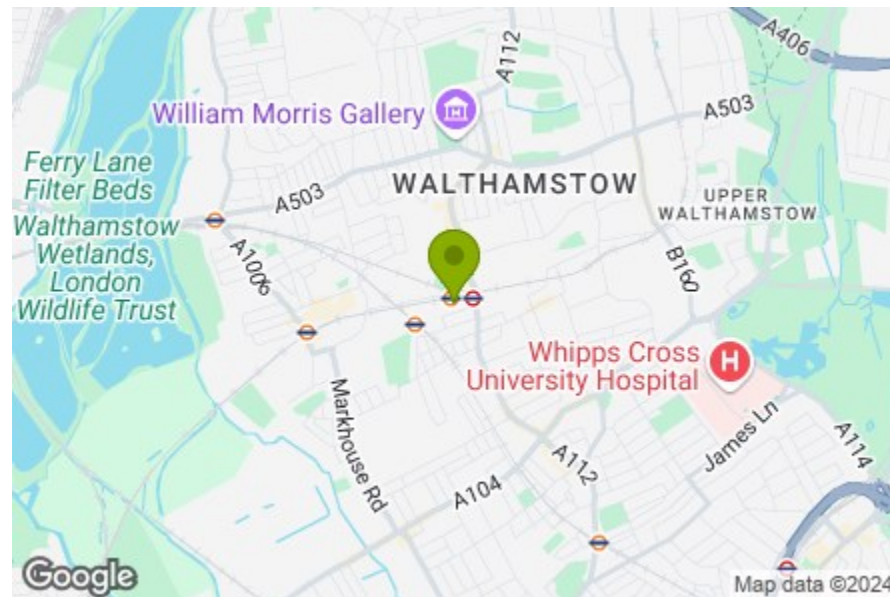 A406
A112
A503
William Morris Gallery
Ferry Lane
Filter Beds
WALTHAMSTOW
UPPER
WALTHAMSTOW
A503
Walthamstow
Wetlands,
London
Wildlife Trust
A1006
B160
Whipps Cross
University Hospital
H
Markhouse Rd
James Ln
A112
A114
A104
Google
Map data ©2024